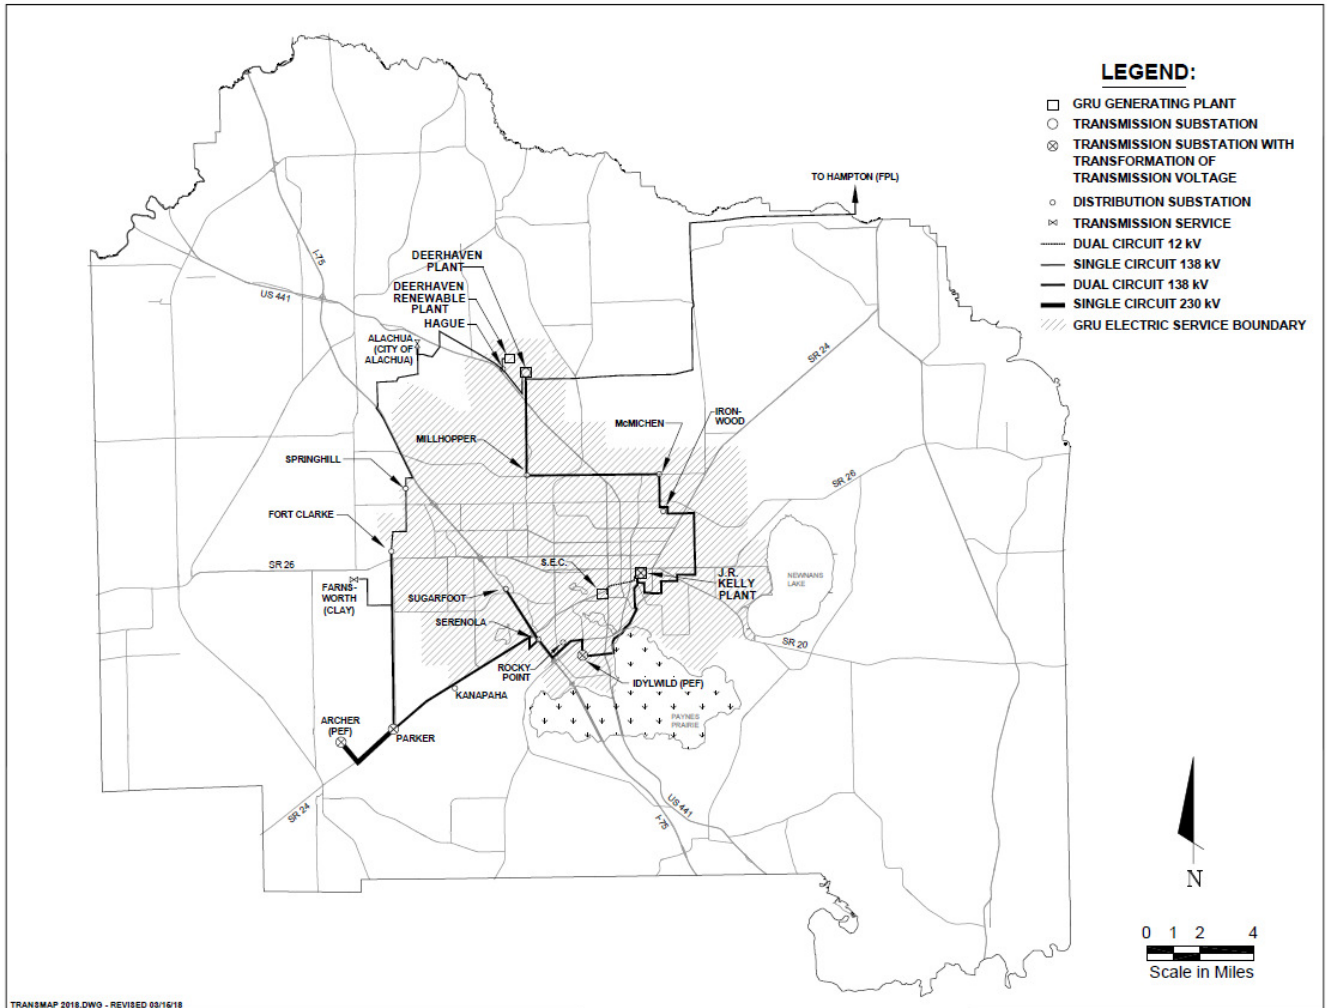 LEGEND:
GRU GENERATING PLANT
TRANSMISSION SUBSTATION
TRANSMISSION SUBSTATION WITH
TRANSFORMATION OF
TRANSMISSION VOLTAGE
DISTRIBUTION SUBSTATION
TRANSMISSION SERVICE
DUAL CIRCUIT 12 kV
SINGLE CIRCUIT 138 kV
DUAL CIRCUIT 138 kV
SINGLE CIRCUIT 230 kV
GRU ELECTRIC SERVICE BOUNDARY
TO HAMPTON (FPL)
I-75
US 441
DEERHAVEN
PLANT
DEERHAVEN
RENEWABLE
PLANT
HAGUE
ALACHUA
(CITY OF
ALACHUA)
SR 24
IRON-
WOOD
McMICHEN
MILLHOPPER
SPRINGHILL
SR 26
FORT CLARKE
S.E.C.
SR 26
J.R.
KELLY
PLANT
NEWNANS
LAKE
FARNS-
WORTH
(CLAY)
SUGARFOOT
SERENOLA
SR 20
ROCKY
POINT
IDYLWILD (PEF)
KANAPAHA
PAYNES
PRAIRIE
ARCHER
(PEF)
PARKER
SR 24
US 441
I-75
N
0 1 2 4
Scale in Miles
TRANSMAP 2018.DWG - REVISED 03/15/18